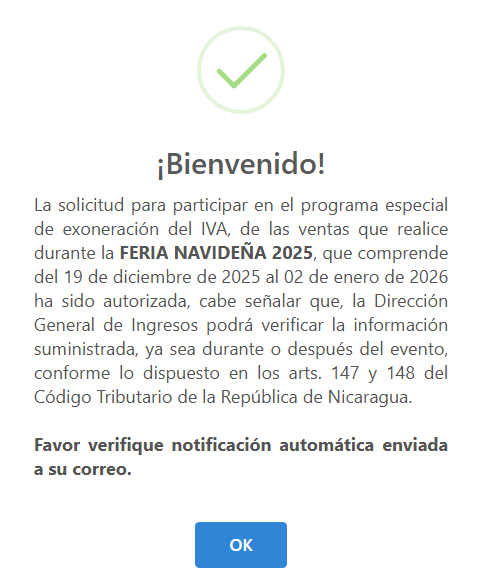 ¡Bienvenido!
La solicitud para participar en el programa especial
de exoneración del IVA, de las ventas que realice
durante la FERIA NAVIDEÑA 2025, que comprende
del 19 de diciembre de 2025 al 02 de enero de 2026
ha sido autorizada, cabe señalar que, la Dirección
General de Ingresos podrá verificar la información
suministrada, ya sea durante o después del evento,
conforme lo dispuesto en los arts. 147 y 148 del
Código Tributario de la República de Nicaragua.
Favor verifique notificación automática enviada
a su correo.
OK